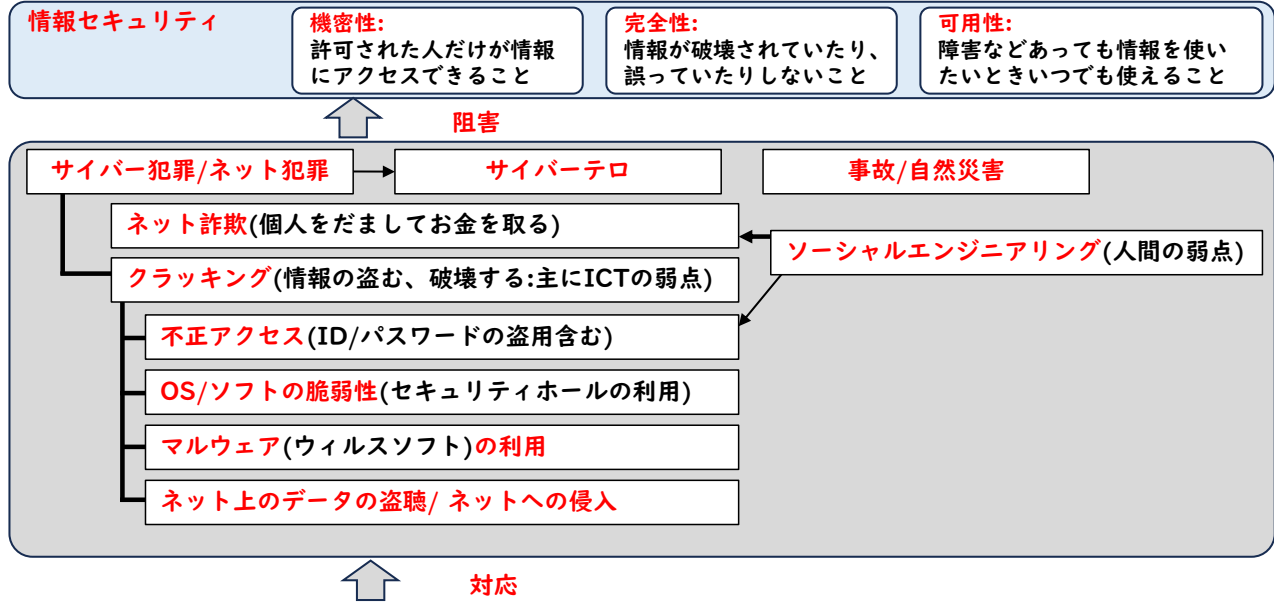 情報セキュリティ
機密性:
許可された人だけが情報
にアクセスできること
完全性:
情報が破壊されていたり、
誤っていたりしないこと
可用性:
障害などあっても情報を使い
たいときいつでも使えること
阻害
サイバー犯罪/ネット犯罪
サイバーテロ
事故/自然災害
ネット詐欺(個人をだましてお金を取る)
ソーシャルエンジニアリング(人間の弱点)
クラッキング(情報の盗む、破壊する:主にICTの弱点)
不正アクセス(ID/パスワードの盗用含む)
OS/ソフトの脆弱性(セキュリティホールの利用)
マルウェア(ウィルスソフト)の利用
ネット上のデータの盗聴/ ネットへの侵入
対応